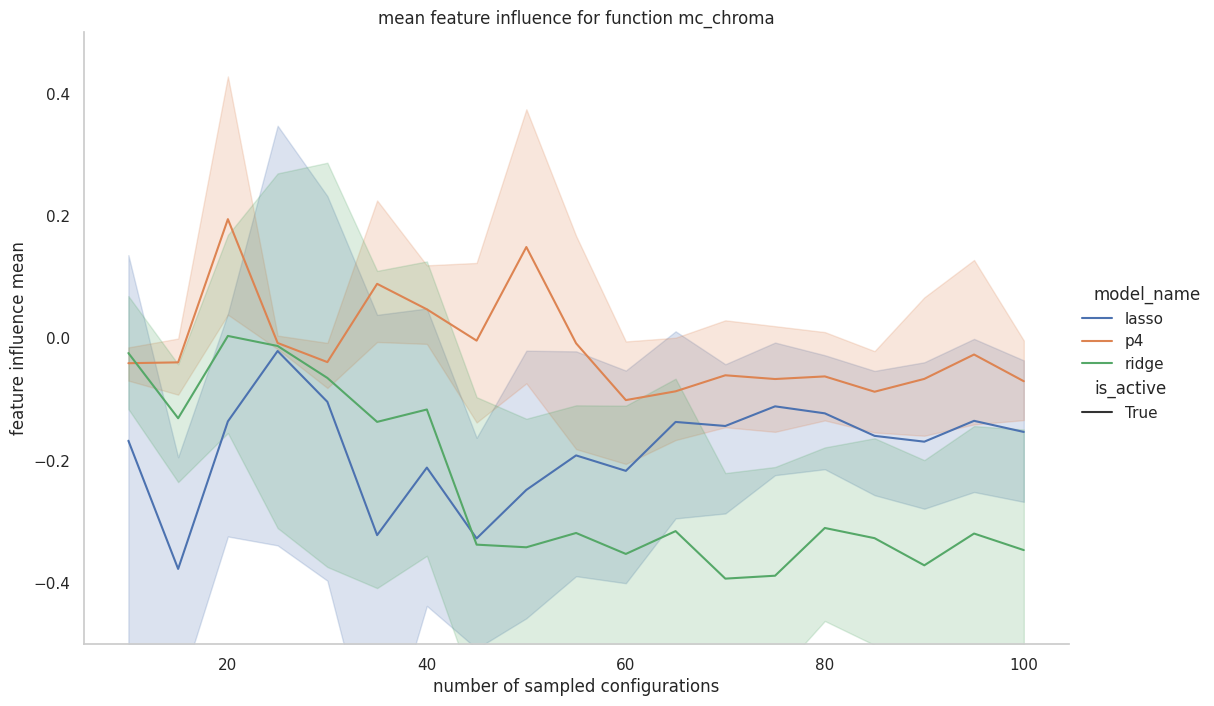 mean feature influence for function mc_chroma
feature influence mean
0.4
0.2
0.0
−0.2
−0.4
20
40
60
80
100
number of sampled configurations
model_name
lasso
p4
ridge
is_active
True